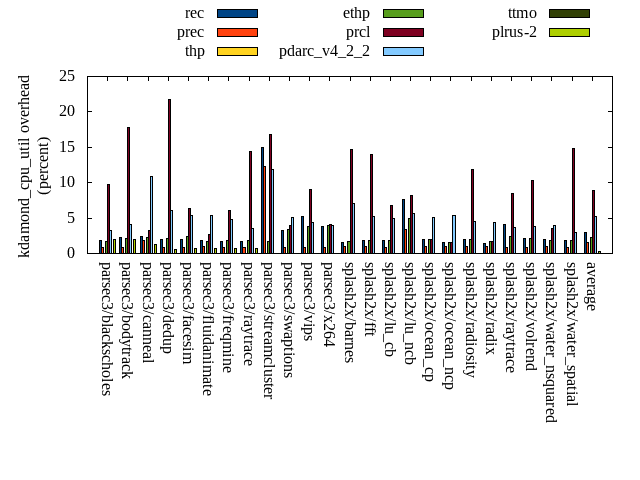 rec
prec
thp
ethp
prcl
pdarc_v4_2_2
ttmo
plrus-2
kdamond_cpu_util overhead
(percent)
25
20
15
10
5
0
parsec3/blackscholes
parsec3/bodytrack
parsec3/canneal
parsec3/dedup
parsec3/facesim
parsec3/fluidanimate
parsec3/freqmine
parsec3/raytrace
parsec3/streamcluster
parsec3/swaptions
parsec3/vips
parsec3/x264
splash2x/barnes
splash2x/fft
splash2x/lu_cb
splash2x/lu_ncb
splash2x/ocean_cp
splash2x/ocean_ncp
splash2x/radiosity
splash2x/radix
splash2x/raytrace
splash2x/volrend
splash2x/water_nsquared
splash2x/water_spatial
average